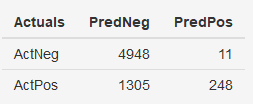 Actuals PredNeg PredPos
ActNeg 4948 11
ActPos 1305 248